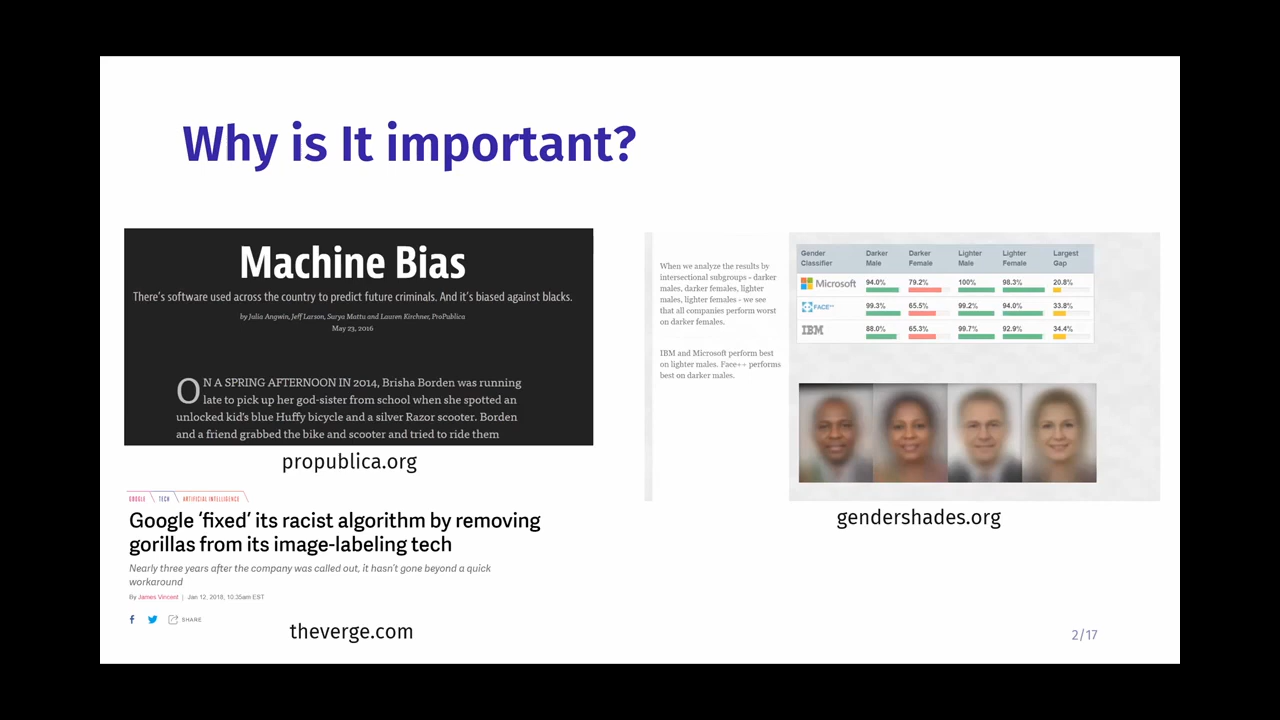 Why is It important?
Machine Bias
There's software used across the country to predict future criminals. And it's biased against blacks.
by Julia Angwin, Jeff Larson, Surya Mattu and Lauren Kirchner, ProPublica
May 23, 2016
ON A SPRING AFTERNOON IN 2014, Brisha Borden was running
late to pick up her god-sister from school when she spotted an
unlocked kid's blue Huffy bicycle and a silver Razor scooter. Borden
and a friend grabbed the bike and scooter and tried to ride them
propublica.org
GOOGLE TECH ARTIFICIAL INTELLIGENCE
Google ‘fixed’ its racist algorithm by removing
gorillas from its image-labeling tech
Nearly three years after the company was called out, it hasn't gone beyond a quick
workaround
By James Vincent | Jan 12, 2018, 10:35am EST
SHARE
theverge.com
When we analyze the results by
intersectional subgroups - darker
males, darker females, lighter
males, lighter females - we see
that all companies perform worst
on darker females.
IBM and Microsoft perform best
on lighter males. Face++ performs
best on darker males.
Gender Classifier Darker Male Darker Female Lighter Male Lighter Female Largest Gap
Microsoft 94.0% 79.2% 100% 98.3% 20.8%
FACE++ 99.3% 65.5% 99.2% 94.0% 33.8%
IBM 88.0% 65.3% 99.7% 92.9% 34.4%
gendershades.org
2/17